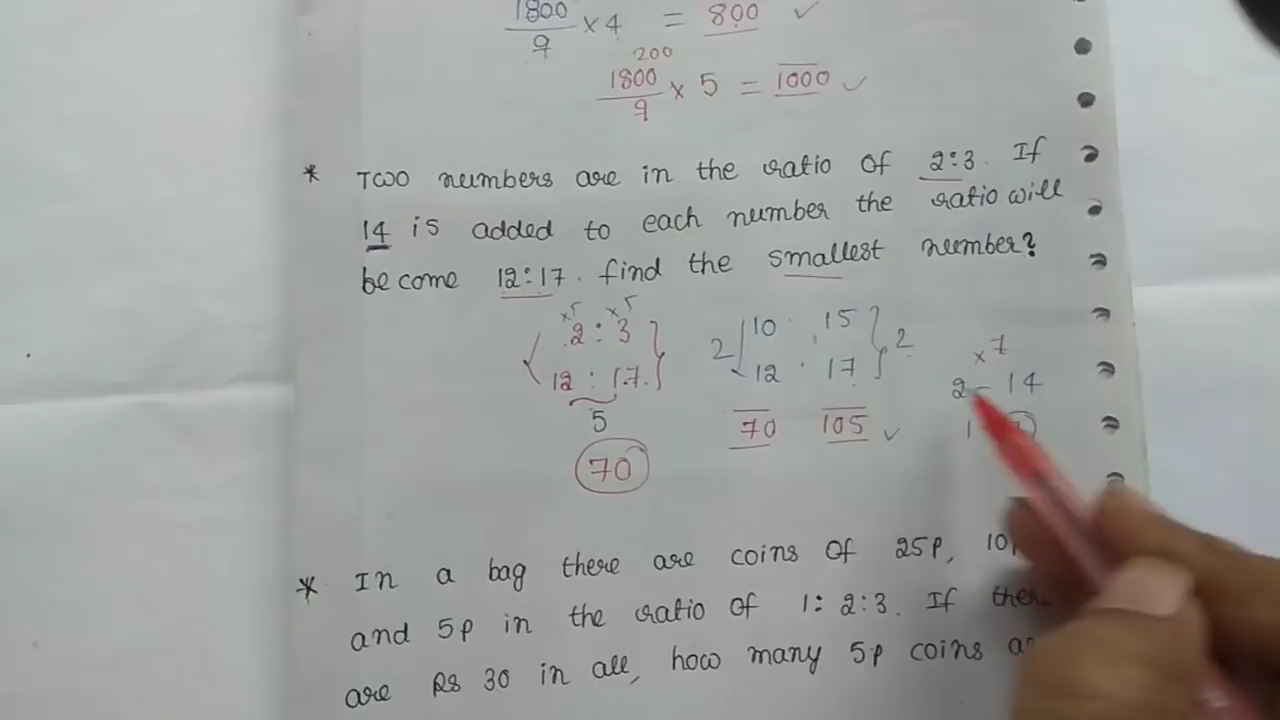 1800/9 × 4 = 800 ✓
200
1800/9 × 5 = 1000 ✓
* Two numbers are in the ratio of 2:3. If
14 is added to each number the ratio will
become 12:17. find the smallest number?
×5 ×5
2 : 3
12 : 17
5
70
10 : 15
2 2
12 : 17
70 105 ✓
× 7
2 - 14
1
* In a bag there are coins of 25p,
and 5p in the ratio of 1:2:3. If
are Rs 30 in all, how many 5p coins